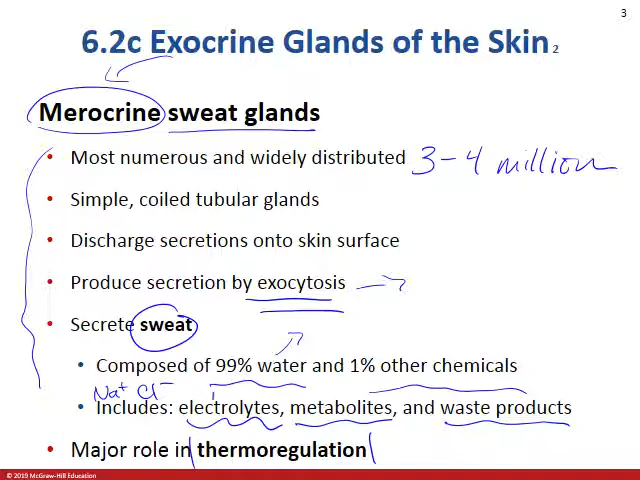 3
6.2c Exocrine Glands of the Skin 2
Merocrine sweat glands
• Most numerous and widely distributed 3-4 million
• Simple, coiled tubular glands
• Discharge secretions onto skin surface
• Produce secretion by exocytosis
• Secrete sweat
• Composed of 99% water and 1% other chemicals
Na+ Cl-
• Includes: electrolytes, metabolites, and waste products
• Major role in thermoregulation
© 2019 McGraw-Hill Education